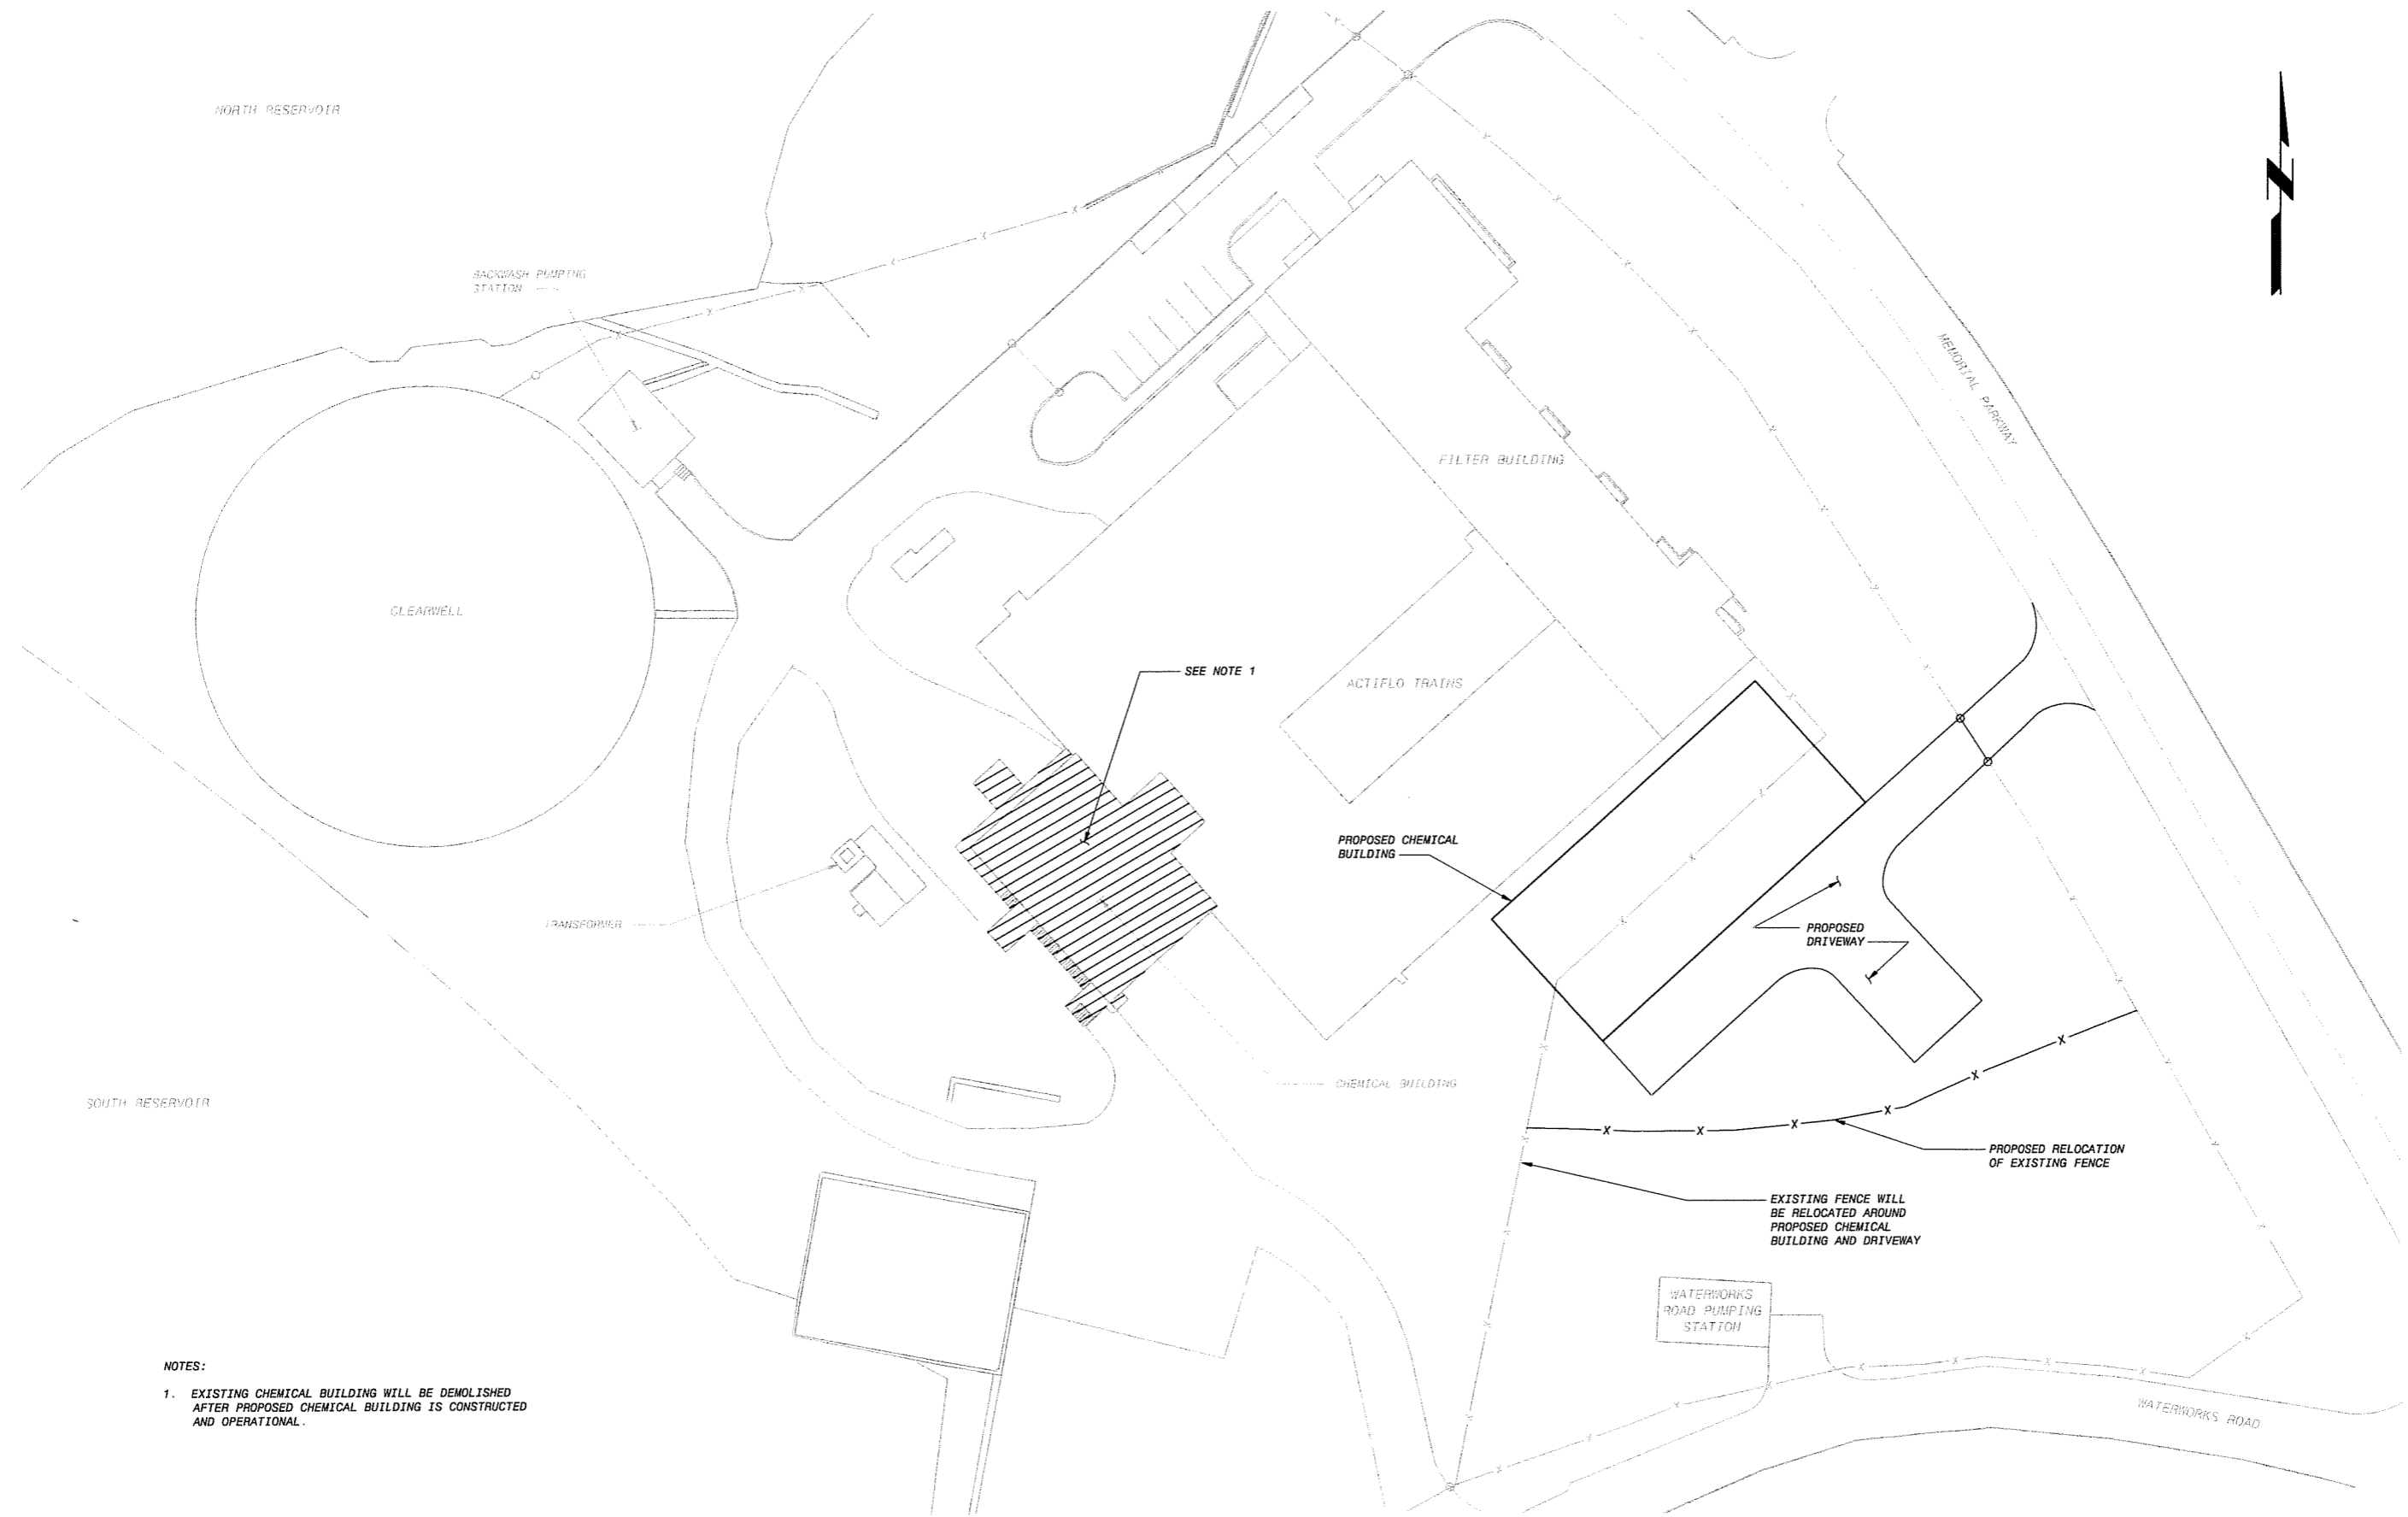 NORTH RESERVOIR
N
BACKWASH PUMPING
STATION
MEMORIAL PARKWAY
FILTER BUILDING
CLEARWELL
SEE NOTE 1
ACTIFLO TRAINS
PROPOSED CHEMICAL
BUILDING
TRANSFORMER
PROPOSED
DRIVEWAY
CHEMICAL BUILDING
SOUTH RESERVOIR
PROPOSED RELOCATION
OF EXISTING FENCE
EXISTING FENCE WILL
BE RELOCATED AROUND
PROPOSED CHEMICAL
BUILDING AND DRIVEWAY
WATERWORKS
ROAD PUMPING
STATION
WATERWORKS ROAD
NOTES:
1. EXISTING CHEMICAL BUILDING WILL BE DEMOLISHED
AFTER PROPOSED CHEMICAL BUILDING IS CONSTRUCTED
AND OPERATIONAL.